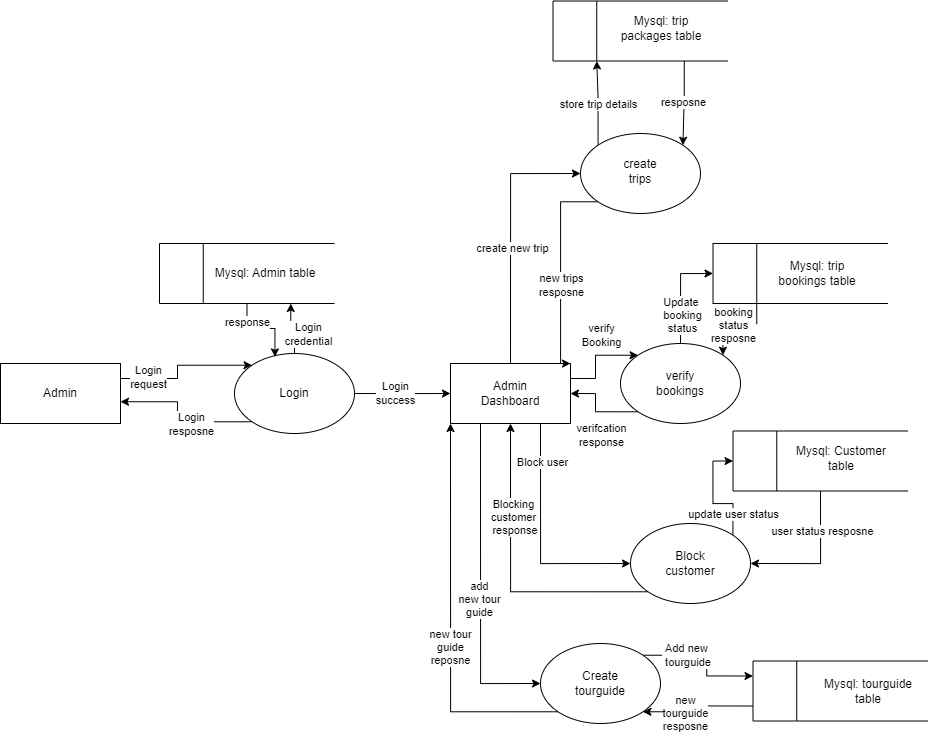 Mysql: trip
packages table
store trip details
resposne
create
trips
create new trip
new trips
resposne
Mysql: Admin table
response
Login
credential
Mysql: trip
bookings table
Update
booking
status
booking
status
resposne
verify
Booking
verify
bookings
verifcation
response
Admin
Login
request
Login
resposne
Login
Login
success
Admin
Dashboard
Block user
Blocking
customer
response
Mysql: Customer
table
update user status
user status resposne
Block
customer
add
new tour
guide
new tour
guide
reposne
Create
tourguide
Add new
tourguide
new
tourguide
resposne
Mysql: tourguide
table